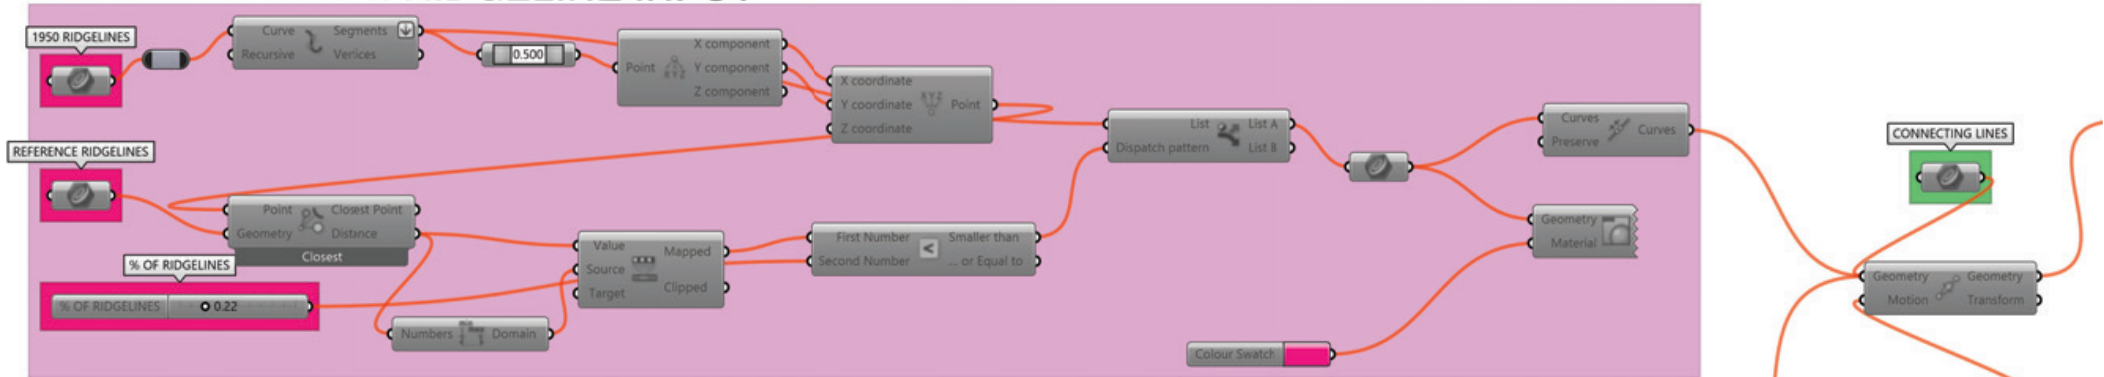 1950 RIDGELINES
Curve Segments
Recursive Vertices
0.500
X component
Point Y component
Z component
X coordinate
Y coordinate Point
Z coordinate
List List A
Dispatch pattern List B
Curves Curves
Preserve
CONNECTING LINES
REFERENCE RIDGELINES
Point Closest Point
Geometry Distance
Closest
Value Mapped
Source
Target Clipped
First Number Smaller than
Second Number ... or Equal to
Geometry
Material
Geometry Geometry
Motion Transform
% OF RIDGELINES
% OF RIDGELINES 0.22
Numbers Domain
Colour Swatch